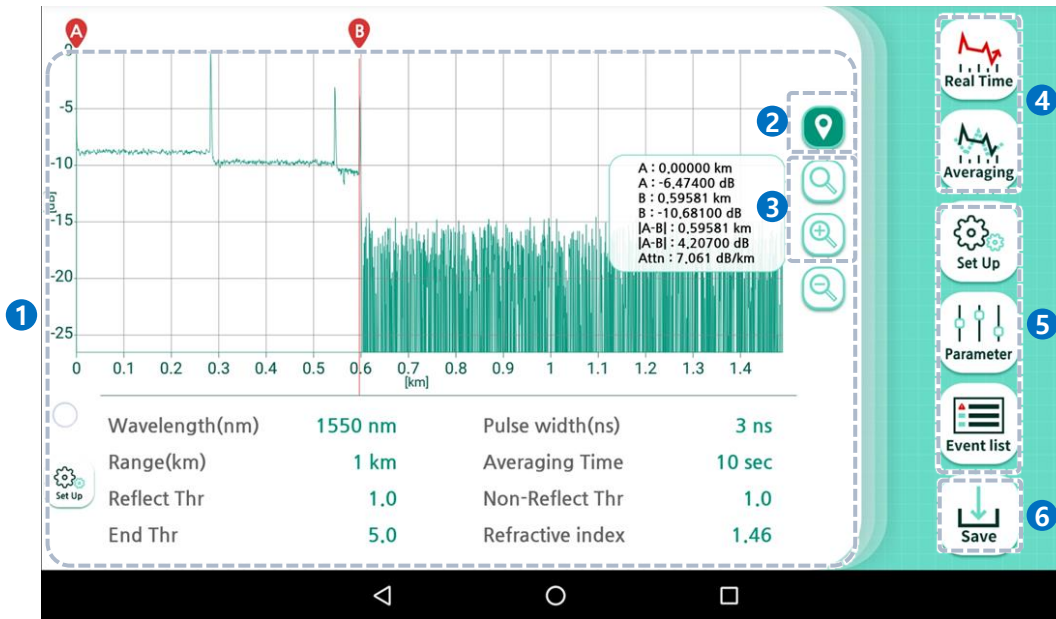 A
B
0
-5
-10
-15
-20
-25
[dB]
0 0.1 0.2 0.3 0.4 0.5 0.6 0.7 0.8 0.9 1 1.1 1.2 1.3 1.4
[km]
A : 0,00000 km
A : -6,47400 dB
B : 0,59581 km
B : -10,68100 dB
|A-B| : 0,59581 km
|A-B| : 4,20700 dB
Attn : 7,061 dB/km
1
2
3
Wavelength(nm) 1550 nm Pulse width(ns) 3 ns
Range(km) 1 km Averaging Time 10 sec
Reflect Thr 1.0 Non-Reflect Thr 1.0
End Thr 5.0 Refractive index 1.46
Set Up
Real Time
4
Averaging
Set Up
5
Parameter
Event list
6
Save